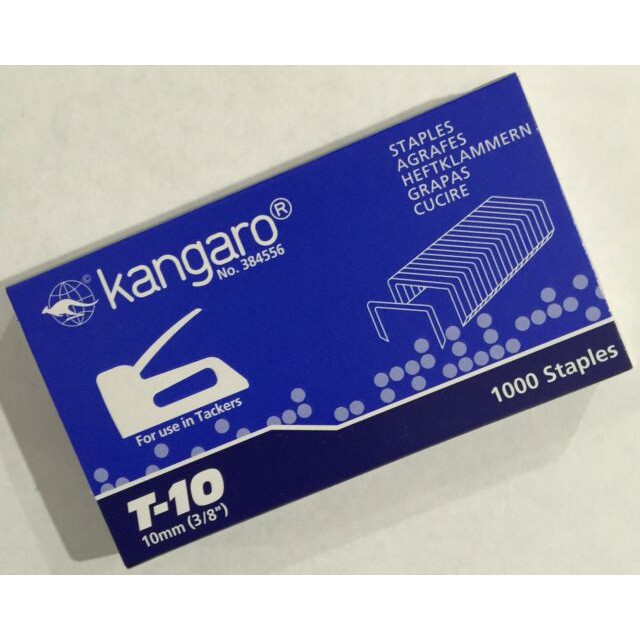 STAPLES
AGRAFES
HEFTKLAMMERN
GRAPAS
CUCIRE
©
kangaro®
No. 384556
For use in Tackers
1000 Staples
T-10
10mm (3/8")